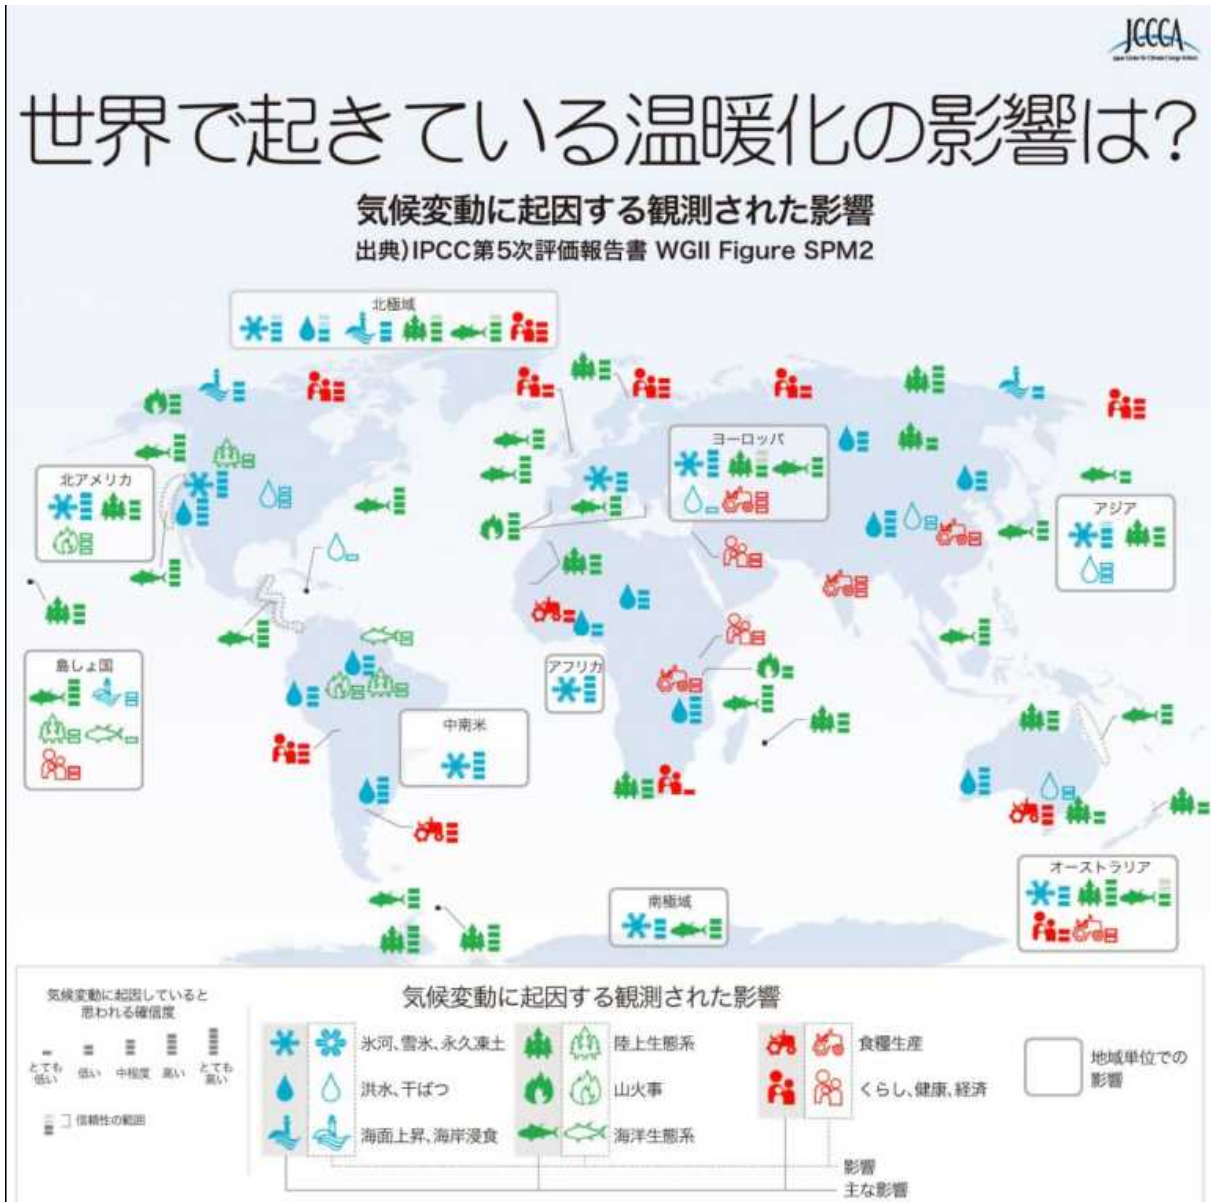 JCCCA
Japan Center for Climate Change Actions
世界で起きている温暖化の影響は?
気候変動に起因する観測された影響
出典)IPCC第5次評価報告書 WGII Figure SPM2
北極域
ヨーロッパ
北アメリカ
アジア
島しょ国
アフリカ
中南米
オーストラリア
南極域
気候変動に起因していると
思われる確信度
とても
低い
低い
中程度
高い
とても
高い
信頼性の範囲
気候変動に起因する観測された影響
氷河、雪氷、永久凍土
陸上生態系
食糧生産
洪水、干ばつ
山火事
くらし、健康、経済
海面上昇、海岸浸食
海洋生態系
影響
主な影響
地域単位での
影響